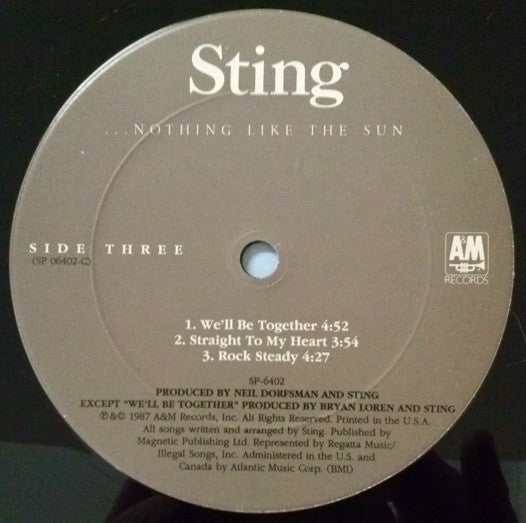 Sting
...NOTHING LIKE THE SUN
SIDE THREE
(SP 06402-C)
A&M
RECORDS
1. We'll Be Together 4:52
2. Straight To My Heart 3:54
3. Rock Steady 4:27
SP-6402
PRODUCED BY NEIL DORFSMAN AND STING
EXCEPT "WE'LL BE TOGETHER" PRODUCED BY BRYAN LOREN AND STING
℗&© 1987 A&M Records, Inc. All Rights Reserved. Printed in the U.S.A.
All songs written and arranged by Sting. Published by
Magnetic Publishing Ltd. Represented by Regatta Music/
Illegal Songs, Inc. Administered in the U.S. and
Canada by Atlantic Music Corp. (BMI)